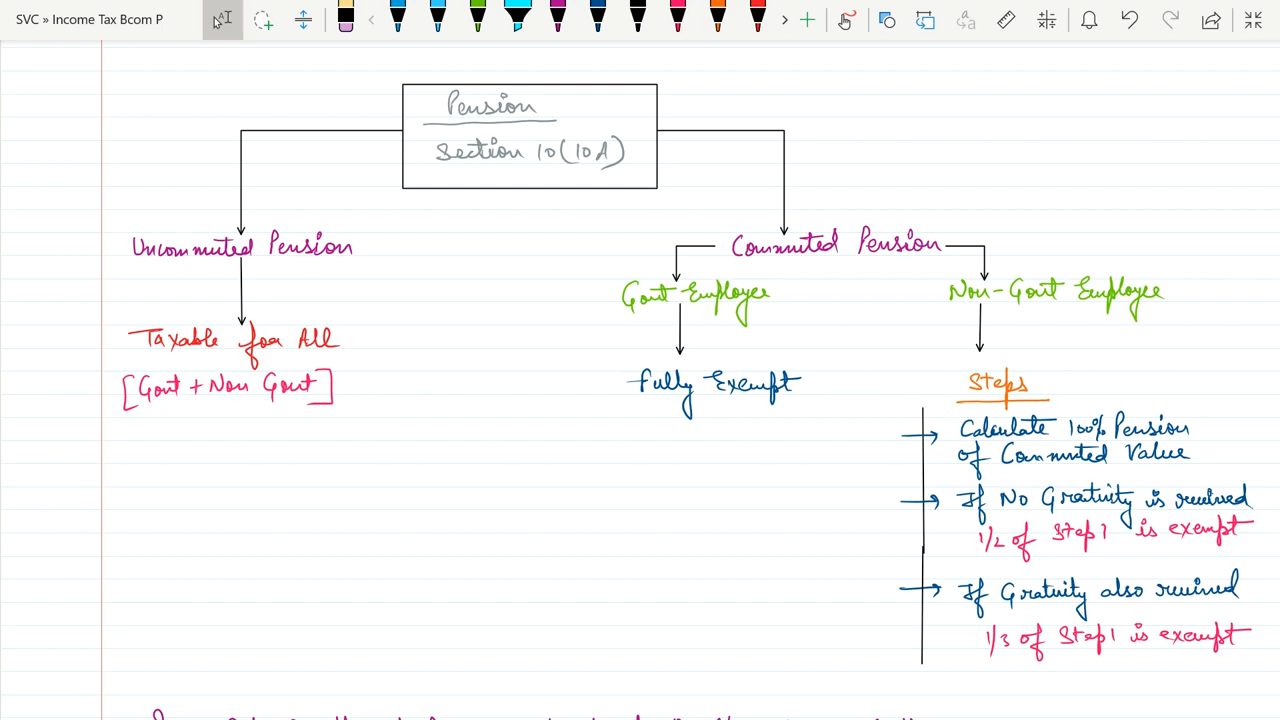 SVC » Income Tax Bcom P
Pension
Section 10(10A)
Uncommuted Pension
Taxable for All
[Govt + Non Govt]
Commuted Pension
Govt Employee
Fully Exempt
Non-Govt Employee
Steps
Calculate 100% Pension
of Commuted Value
If No Gratuity is received
1/2 of Step 1 is exempt
If Gratuity also received
1/3 of Step 1 is exempt